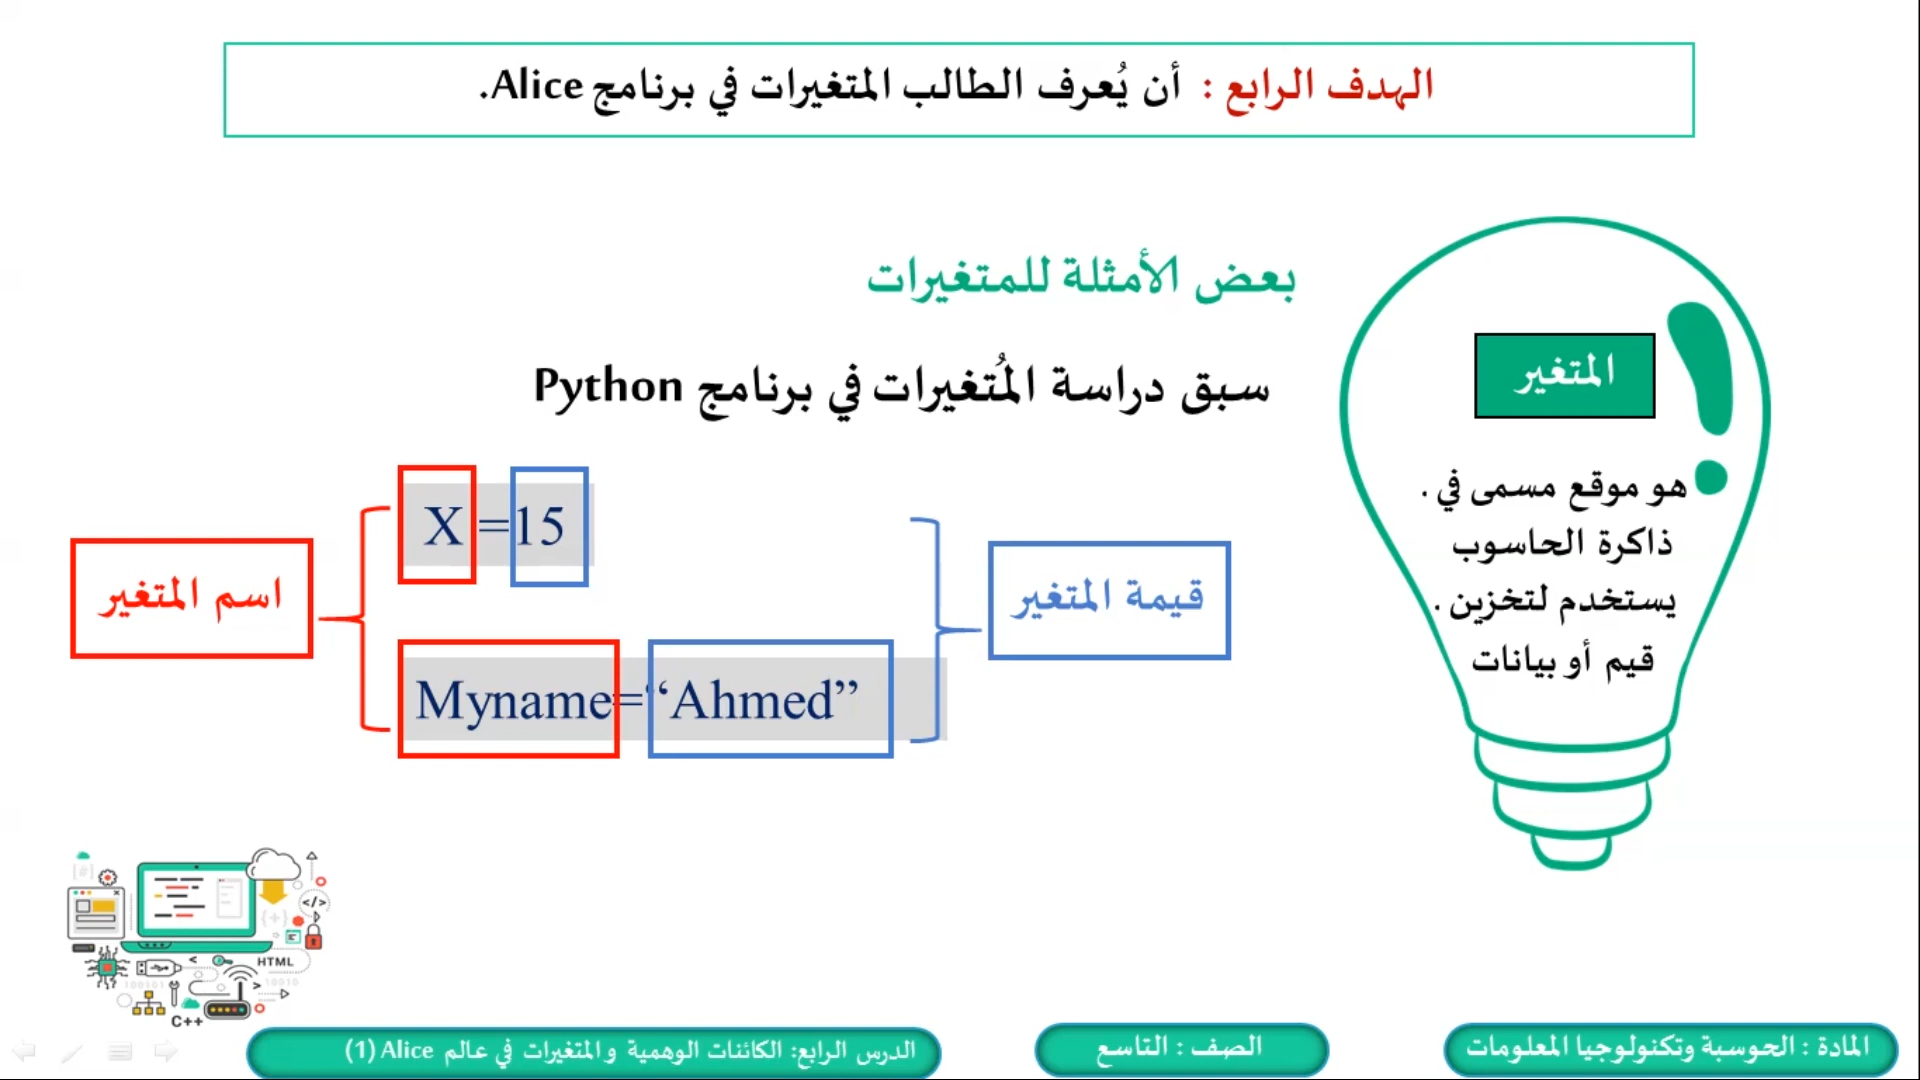 الهدف الرابع : أن يُعرف الطالب المتغيرات في برنامج Alice.
المتغير
هو موقع مسمى في .
ذاكرة الحاسوب
يستخدم لتخزين .
قيم أو بيانات
بعض الأمثلة للمتغيرات
سبق دراسة المُتغيرات في برنامج Python
X =15
Myname=“Ahmed”
قيمة المتغير
اسم المتغير
HTML
C++
</>
المادة : الحوسبة وتكنولوجيا المعلومات
الصف : التاسع
الدرس الرابع: الكائنات الوهمية و المتغيرات في عالم Alice (1)